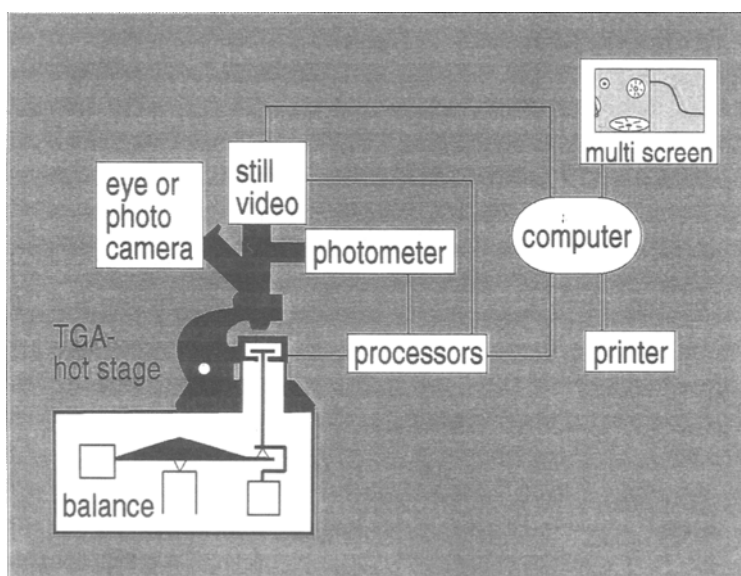 eye or
photo
camera
still
video
photometer
multi screen
computer
TGA-
hot stage
processors
printer
balance